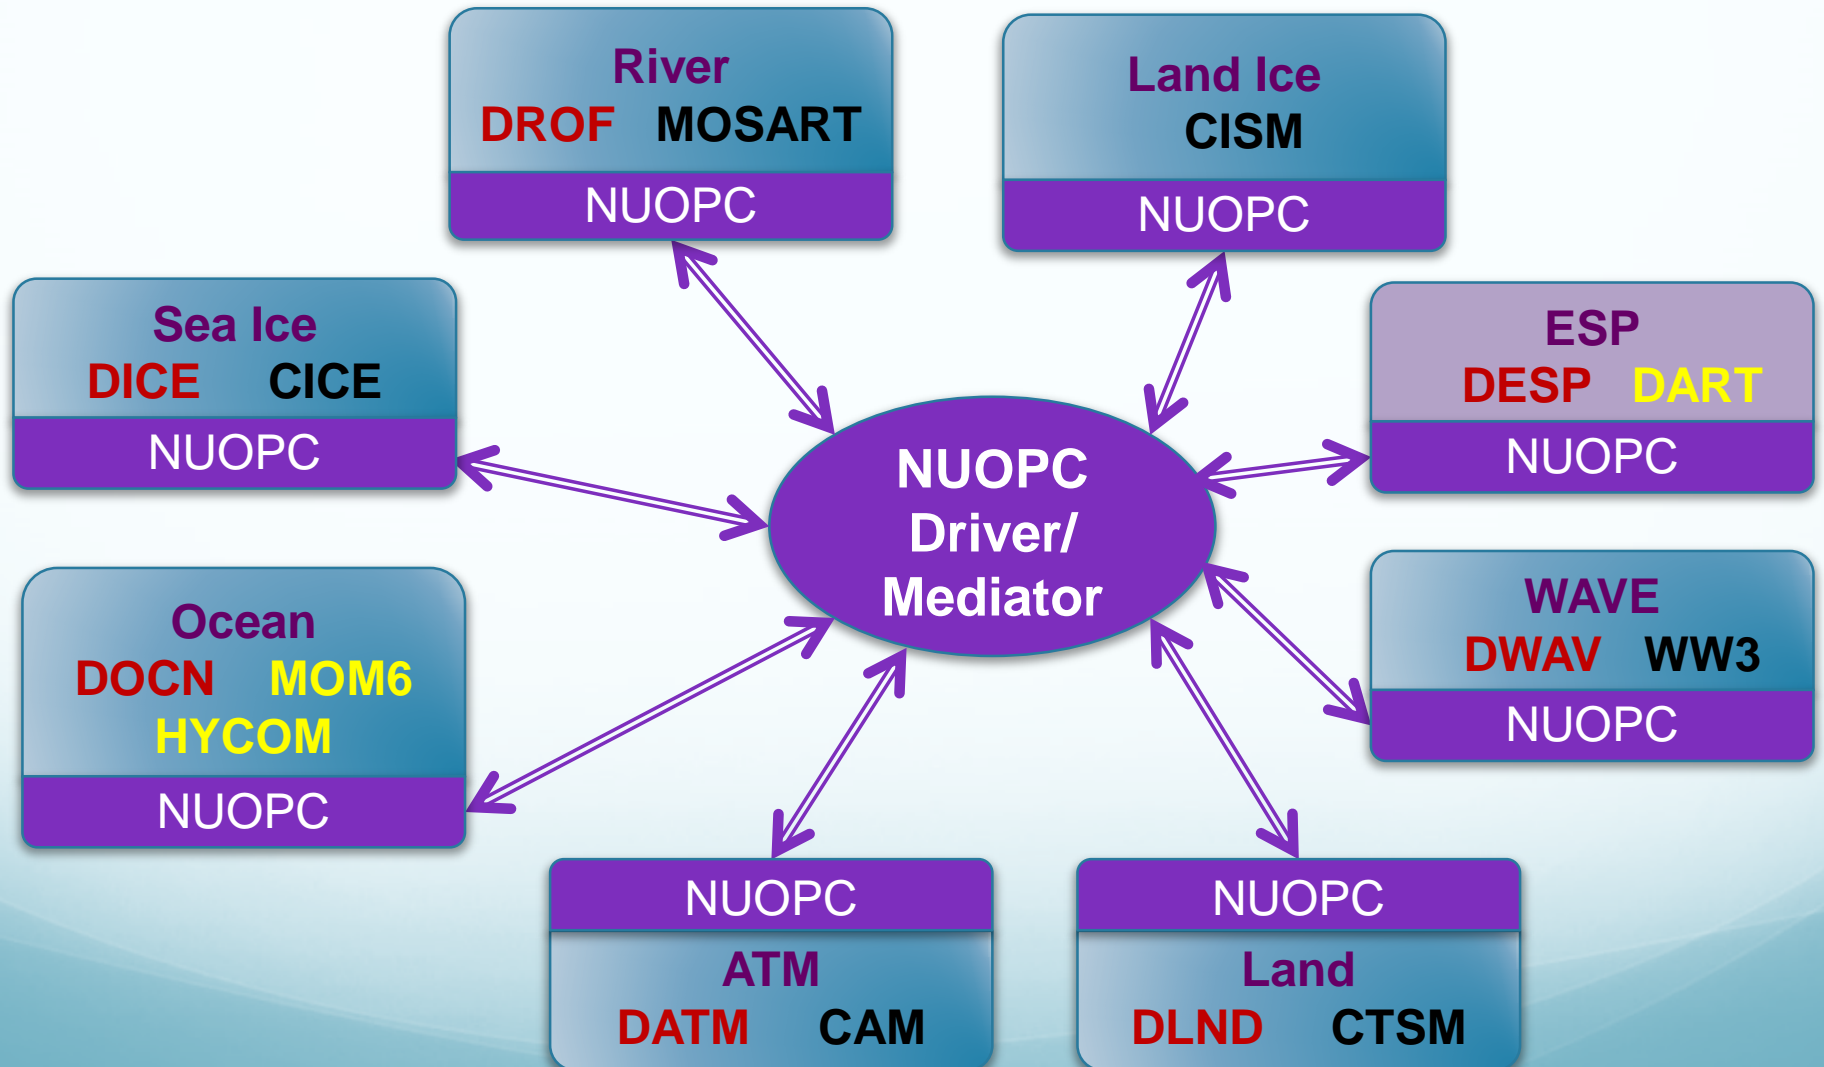 River
DROF MOSART
NUOPC
Land Ice
CISM
NUOPC
Sea Ice
DICE CICE
NUOPC
ESP
DESP DART
NUOPC
NUOPC
Driver/
Mediator
Ocean
DOCN MOM6
HYCOM
NUOPC
WAVE
DWAV WW3
NUOPC
NUOPC
ATM
DATM CAM
NUOPC
Land
DLND CTSM